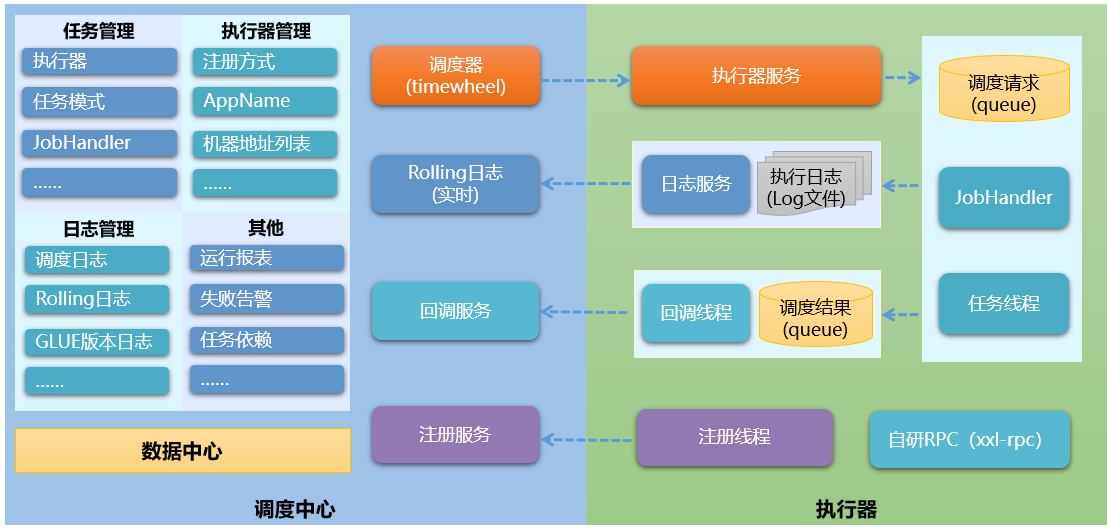 任务管理
执行器
任务模式
JobHandler
......
执行器管理
注册方式
AppName
机器地址列表
......
日志管理
调度日志
Rolling日志
GLUE版本日志
......
其他
运行报表
失败告警
任务依赖
......
数据中心
调度器
(timewheel)
Rolling日志
(实时)
回调服务
注册服务
调度中心
执行器服务
调度请求
(queue)
日志服务
执行日志
(Log文件)
JobHandler
回调线程
调度结果
(queue)
任务线程
注册线程
自研RPC（xxl-rpc）
执行器